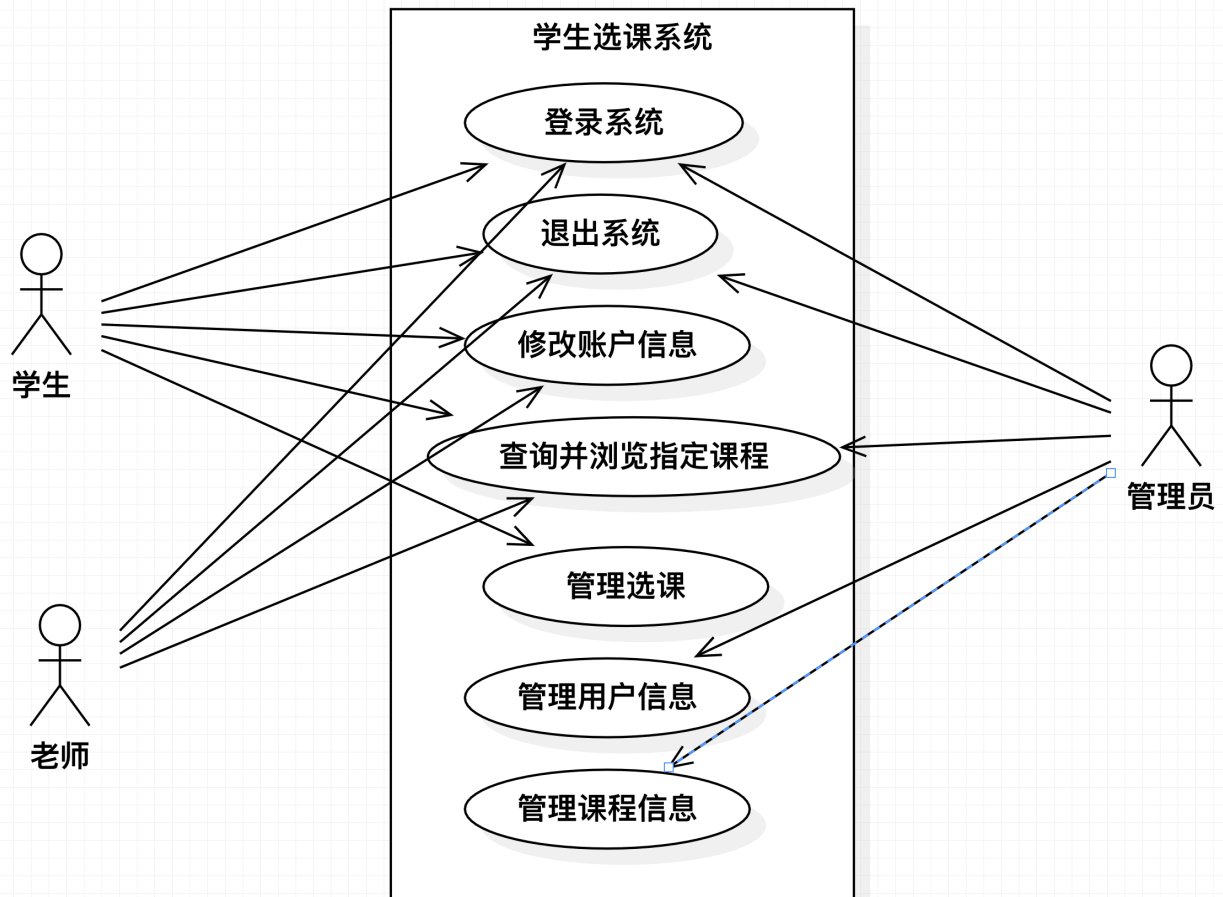 学生选课系统
登录系统
退出系统
修改账户信息
学生
查询并浏览指定课程
管理员
管理选课
管理用户信息
老师
管理课程信息